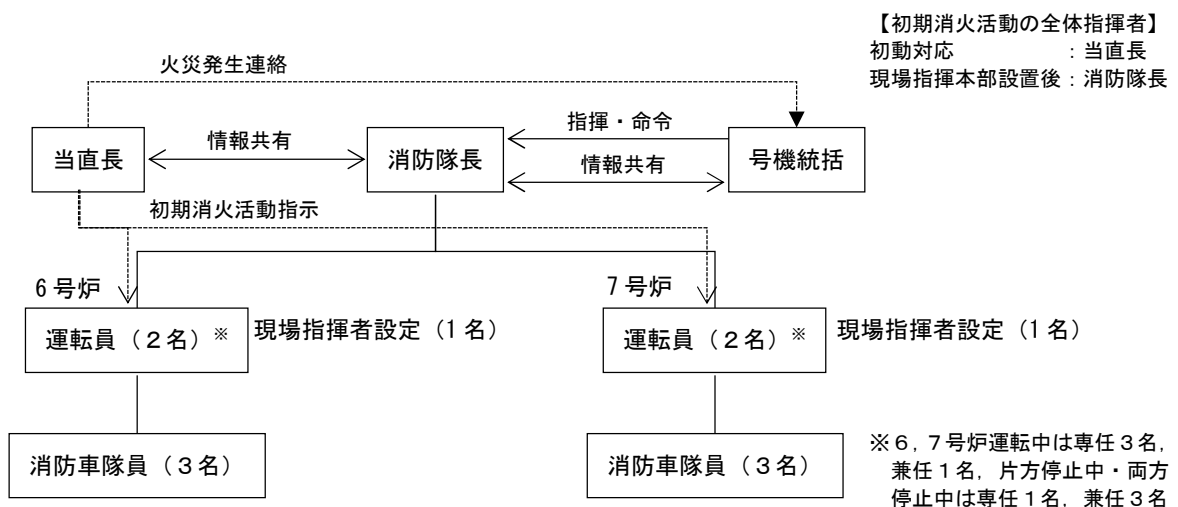 【初期消火活動の全体指揮者】
初動対応　　　　　　：当直長
現場指揮本部設置後：消防隊長
火災発生連絡
当直長
情報共有
消防隊長
指揮・命令
情報共有
号機統括
初期消火活動指示
6号炉
運転員（２名）※
現場指揮者設定（1名）
7号炉
運転員（２名）※
現場指揮者設定（1名）
消防車隊員（３名）
消防車隊員（３名）
※６，７号炉運転中は専任３名，
兼任１名，片方停止中・両方
停止中は専任１名，兼任３名